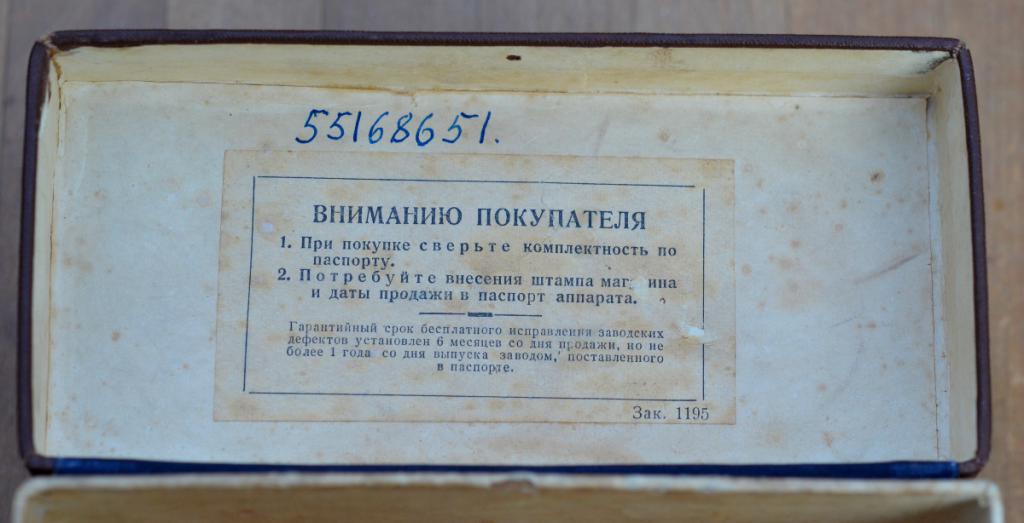 55168651.
ВНИМАНИЮ ПОКУПАТЕЛЯ
1. При покупке сверьте комплектность по
паспорту.
2. Потребуйте внесения штампа маг ина
и даты продажи в паспорт аппарата.
Гарантийный срок бесплатного исправления заводских
дефектов установлен 6 месяцев со дня продажи, но не
более 1 года со дня выпуска заводом, поставленного
в паспорте.
Зак. 1195